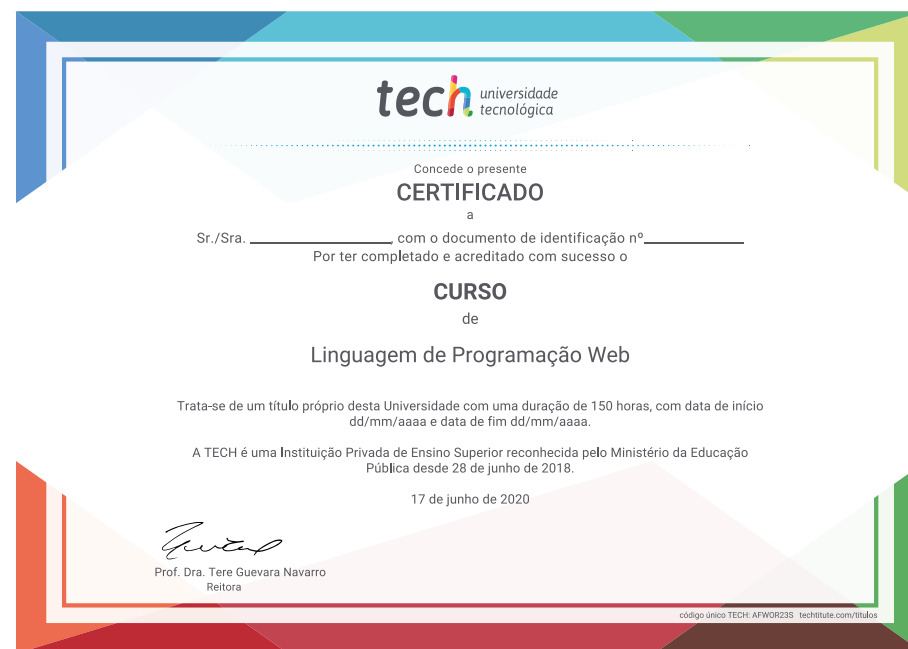 tech universidade
tecnológica
Concede o presente
CERTIFICADO
a
Sr./Sra. ____________________, com o documento de identificação nº______________
Por ter completado e acreditado com sucesso o
CURSO
de
Linguagem de Programação Web
Trata-se de um título próprio desta Universidade com uma duração de 150 horas, com data de início
dd/mm/aaaa e data de fim dd/mm/aaaa.
A TECH é uma Instituição Privada de Ensino Superior reconhecida pelo Ministério da Educação
Pública desde 28 de junho de 2018.
17 de junho de 2020
Prof. Dra. Tere Guevara Navarro
Reitora
código único TECH: AFWOR23S techtitute.com/titulos